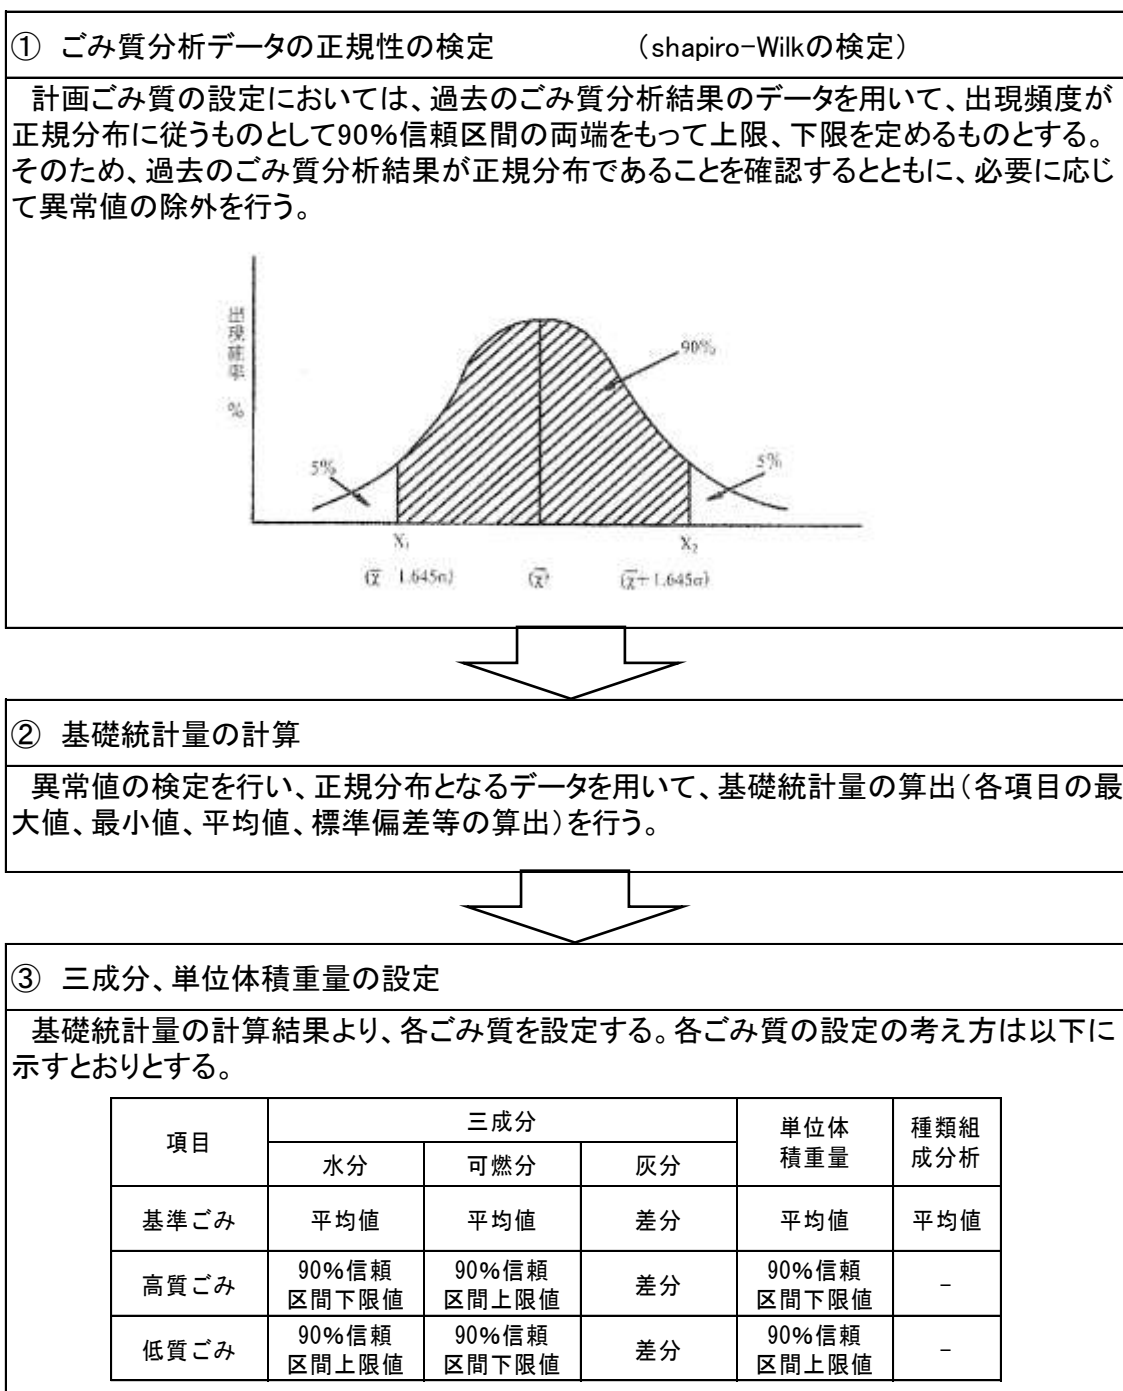 ① ごみ質分析データの正規性の検定 （shapiro-Wilkの検定）
計画ごみ質の設定においては、過去のごみ質分析結果のデータを用いて、出現頻度が
正規分布に従うものとして90％信頼区間の両端をもって上限、下限を定めるものとする。
そのため、過去のごみ質分析結果が正規分布であることを確認するとともに、必要に応じ
て異常値の除外を行う。
出現確率 %
90%
5%
5%
X₁
X₂
(x̄ 1.645σ)
(x̄)
(x̄+1.645σ)
② 基礎統計量の計算
異常値の検定を行い、正規分布となるデータを用いて、基礎統計量の算出（各項目の最
大値、最小値、平均値、標準偏差等の算出）を行う。
③ 三成分、単位体積重量の設定
基礎統計量の計算結果より、各ごみ質を設定する。各ごみ質の設定の考え方は以下に
示すとおりとする。
項目 三成分 単位体 種類組
積重量 成分析
水分 可燃分 灰分
基準ごみ 平均値 平均値 差分 平均値 平均値
高質ごみ 90％信頼 90％信頼 差分 90％信頼 －
区間下限値 区間上限値 区間下限値
低質ごみ 90％信頼 90％信頼 差分 90％信頼 －
区間上限値 区間下限値 区間上限値